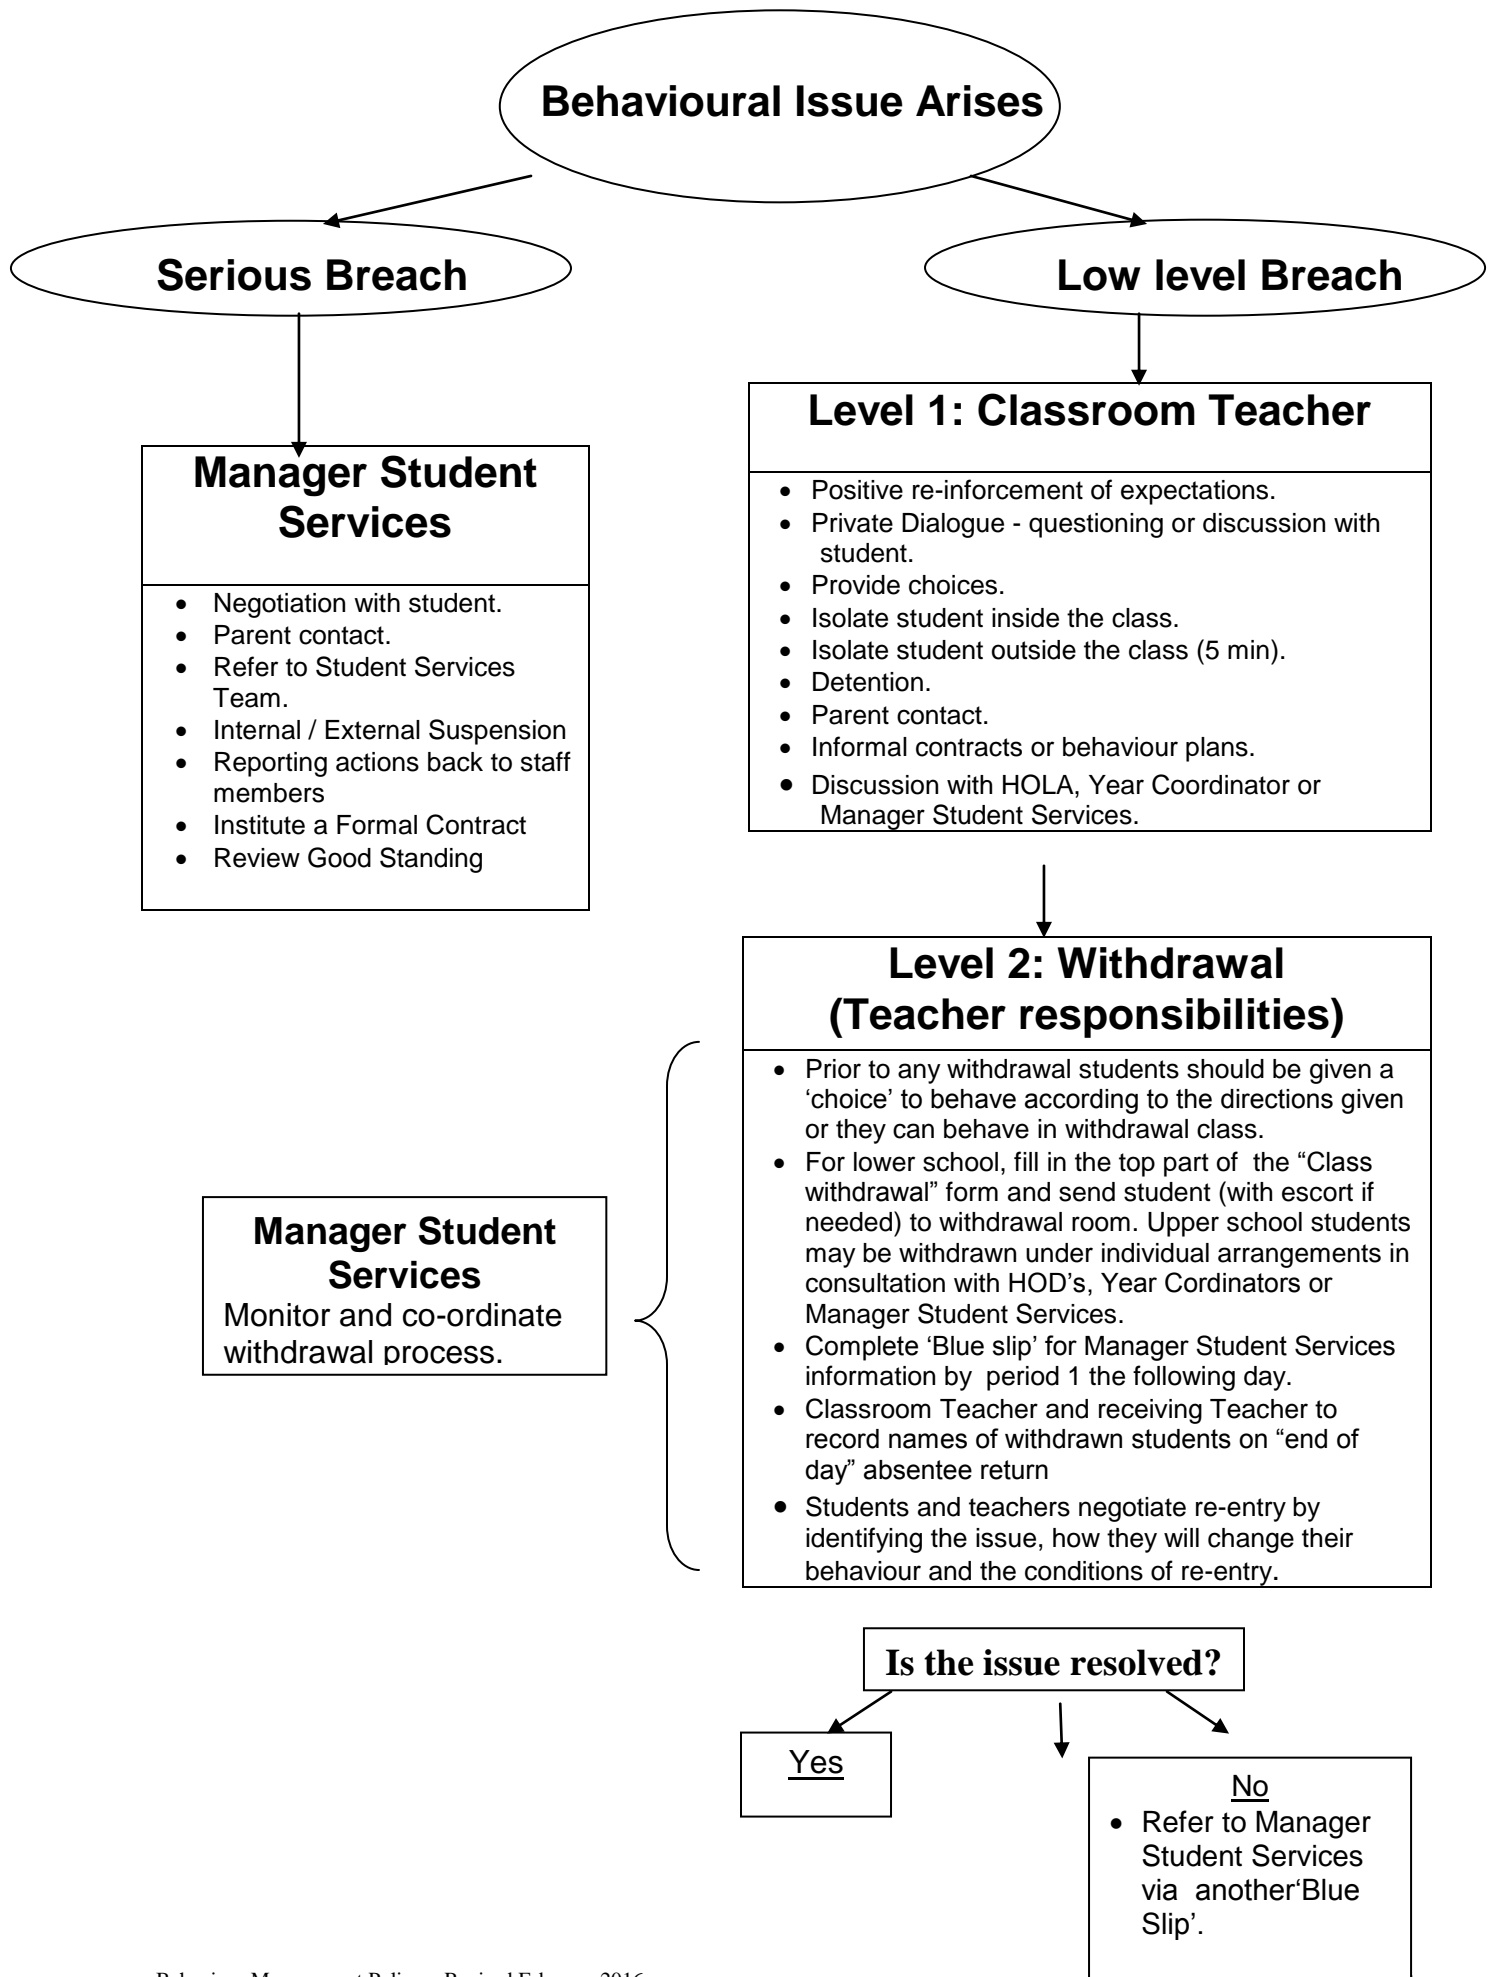 Behavioural Issue Arises
Serious Breach
Low level Breach
Manager Student
Services
• Negotiation with student.
• Parent contact.
• Refer to Student Services
Team.
• Internal / External Suspension
• Reporting actions back to staff
members
• Institute a Formal Contract
• Review Good Standing
Level 1: Classroom Teacher
• Positive re-inforcement of expectations.
• Private Dialogue - questioning or discussion with
student.
• Provide choices.
• Isolate student inside the class.
• Isolate student outside the class (5 min).
• Detention.
• Parent contact.
• Informal contracts or behaviour plans.
• Discussion with HOLA, Year Coordinator or
Manager Student Services.
Level 2: Withdrawal
(Teacher responsibilities)
• Prior to any withdrawal students should be given a
‘choice’ to behave according to the directions given
or they can behave in withdrawal class.
• For lower school, fill in the top part of the “Class
withdrawal” form and send student (with escort if
needed) to withdrawal room. Upper school students
may be withdrawn under individual arrangements in
consultation with HOD’s, Year Cordinators or
Manager Student Services.
• Complete ‘Blue slip’ for Manager Student Services
information by period 1 the following day.
• Classroom Teacher and receiving Teacher to
record names of withdrawn students on “end of
day” absentee return
• Students and teachers negotiate re-entry by
identifying the issue, how they will change their
behaviour and the conditions of re-entry.
Manager Student
Services
Monitor and co-ordinate
withdrawal process.
Is the issue resolved?
Yes
No
• Refer to Manager
Student Services
via another‘Blue
Slip’.